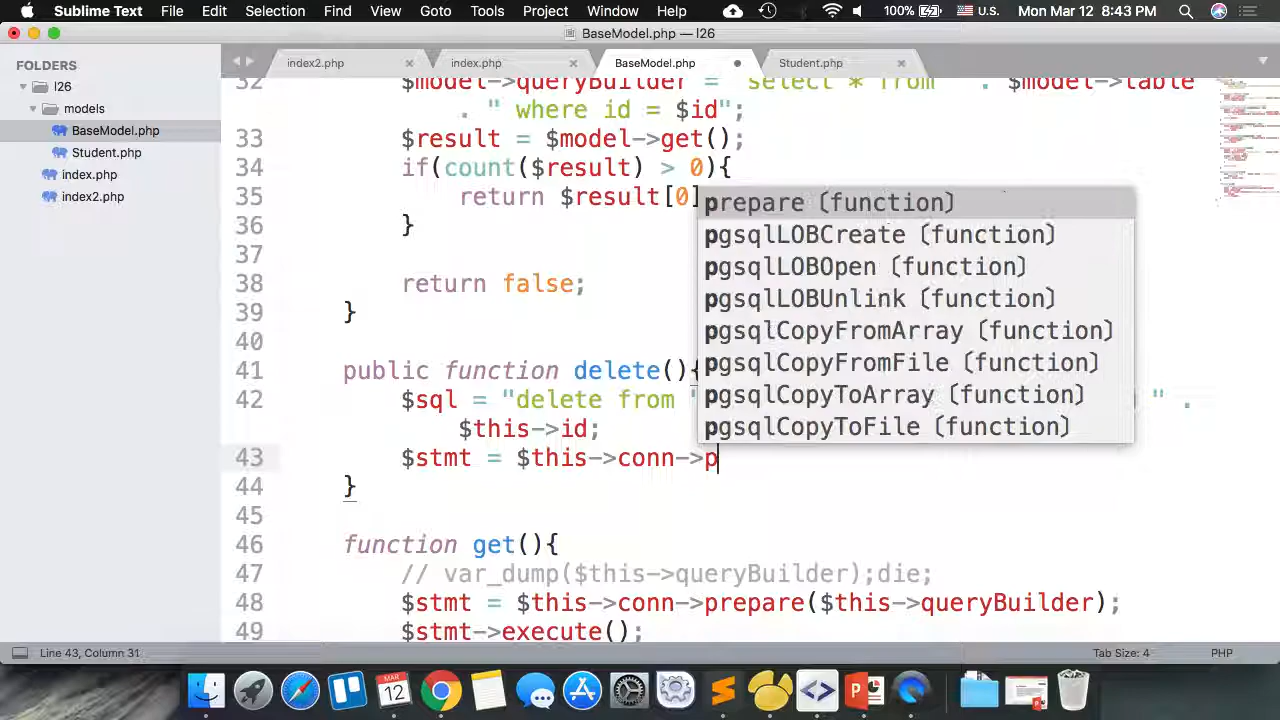 Sublime Text File Edit Selection Find View Goto Tools Project Window Help 100% U.S. Mon Mar 12 8:43 PM
BaseModel.php — l26
FOLDERS
l26
models
BaseModel.php
Student.php
index.php
index2.php
index2.php index.php BaseModel.php Student.php
32 $model->queryBuilder = "select * from " . $model->table
. " where id = $id";
33 $result = $model->get();
34 if(count($result) > 0){
35 return $result[0]
36 }
37
38 return false;
39 }
40
41 public function delete(){
42 $sql = "delete from " " .
$this->id;
43 $stmt = $this->conn->p
44 }
45
46 function get(){
47 // var_dump($this->queryBuilder);die;
48 $stmt = $this->conn->prepare($this->queryBuilder);
49 $stmt->execute();
prepare (function)
pgsqlLOBCreate (function)
pgsqlLOBOpen (function)
pgsqlLOBUnlink (function)
pgsqlCopyFromArray (function)
pgsqlCopyFromFile (function)
pgsqlCopyToArray (function)
pgsqlCopyToFile (function)
Line 43, Column 31 Tab Size: 4 PHP
MAR
12